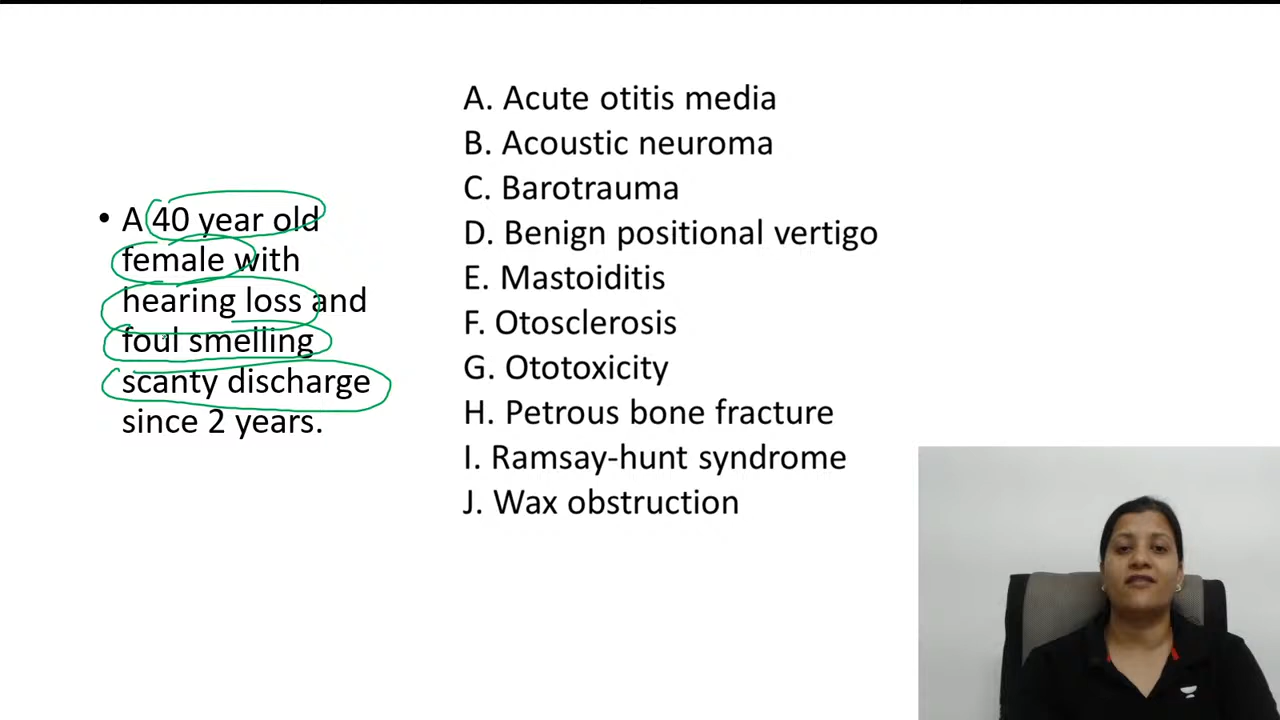 • A 40 year old
female with
hearing loss and
foul smelling
scanty discharge
since 2 years.
A. Acute otitis media
B. Acoustic neuroma
C. Barotrauma
D. Benign positional vertigo
E. Mastoiditis
F. Otosclerosis
G. Ototoxicity
H. Petrous bone fracture
I. Ramsay-hunt syndrome
J. Wax obstruction